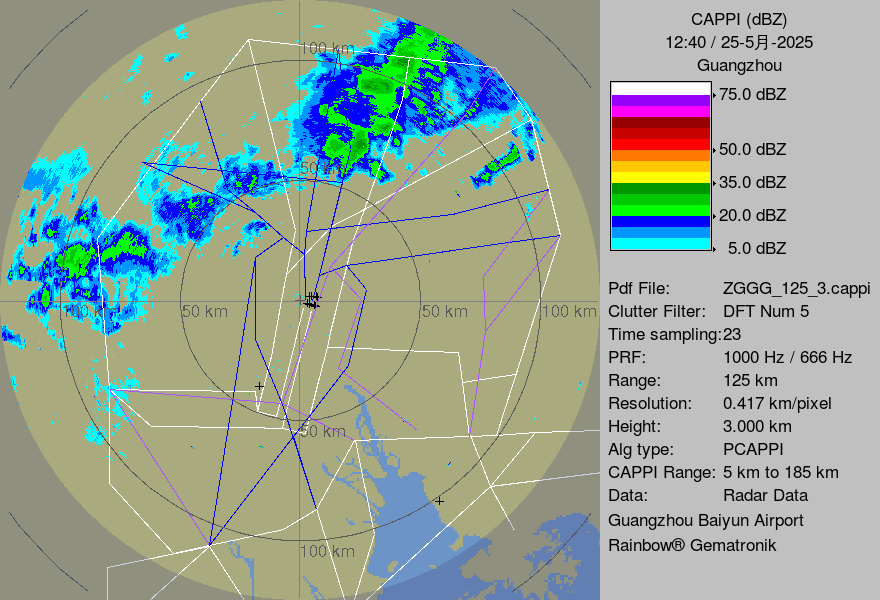 CAPPI (dBZ)
12:40 / 25-5月-2025
Guangzhou
75.0 dBZ
50.0 dBZ
35.0 dBZ
20.0 dBZ
5.0 dBZ
Pdf File: ZGGG_125_3.cappi
Clutter Filter: DFT Num 5
Time sampling:23
PRF: 1000 Hz / 666 Hz
Range: 125 km
Resolution: 0.417 km/pixel
Height: 3.000 km
Alg type: PCAPPI
CAPPI Range: 5 km to 185 km
Data: Radar Data
Guangzhou Baiyun Airport
Rainbow® Gematronik
100 km
50 km
100 km
50 km
50 km
100 km
50 km
100 km